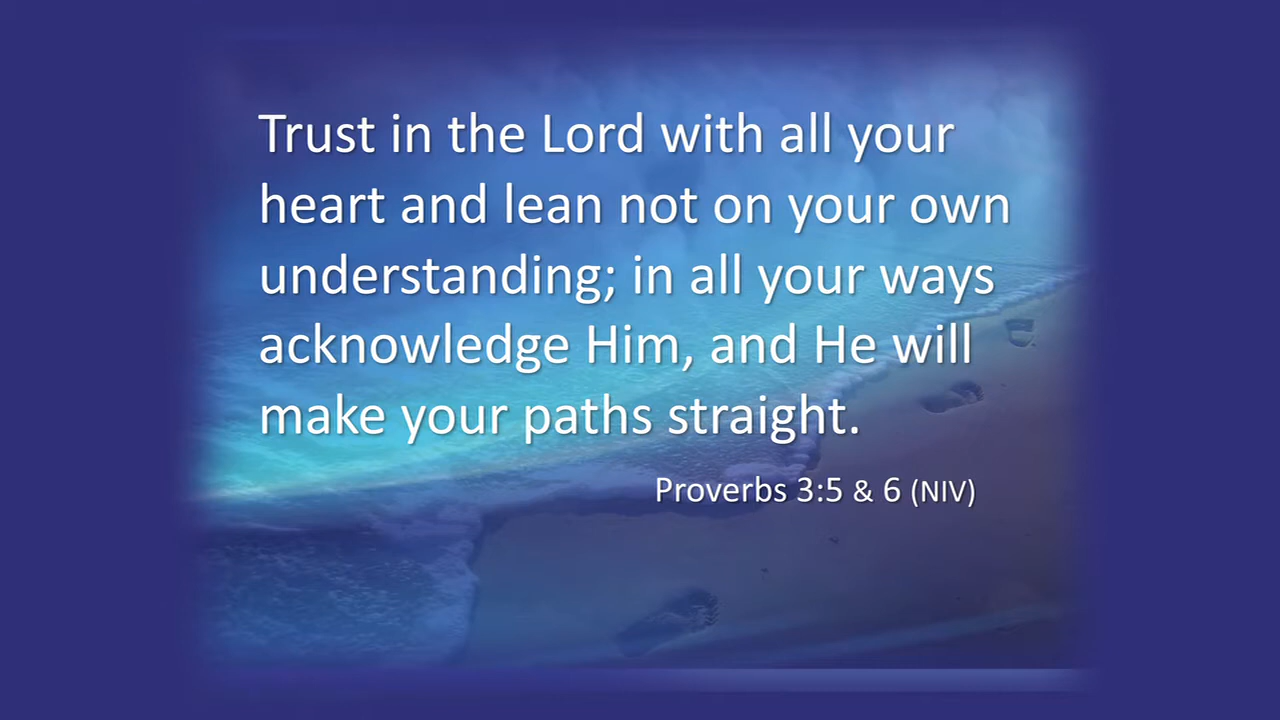 Trust in the Lord with all your
heart and lean not on your own
understanding; in all your ways
acknowledge Him, and He will
make your paths straight.
Proverbs 3:5 & 6 (NIV)